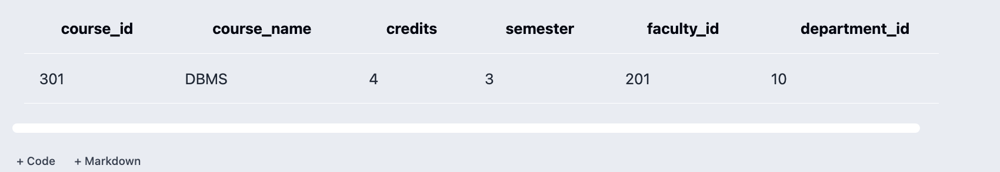 course_id course_name credits semester faculty_id department_id
301 DBMS 4 3 201 10
+ Code + Markdown